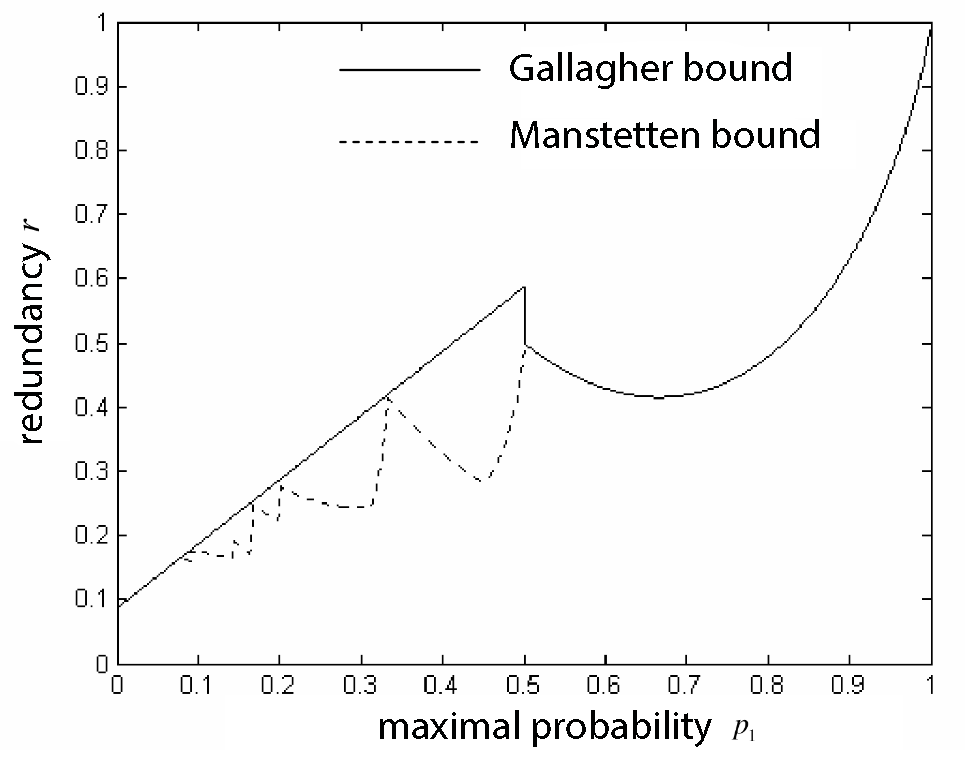 1
0.9
0.8
0.7
0.6
0.5
0.4
0.3
0.2
0.1
0
redundancy r
Gallagher bound
Manstetten bound
0 0.1 0.2 0.3 0.4 0.5 0.6 0.7 0.8 0.9 1
maximal probability p₁